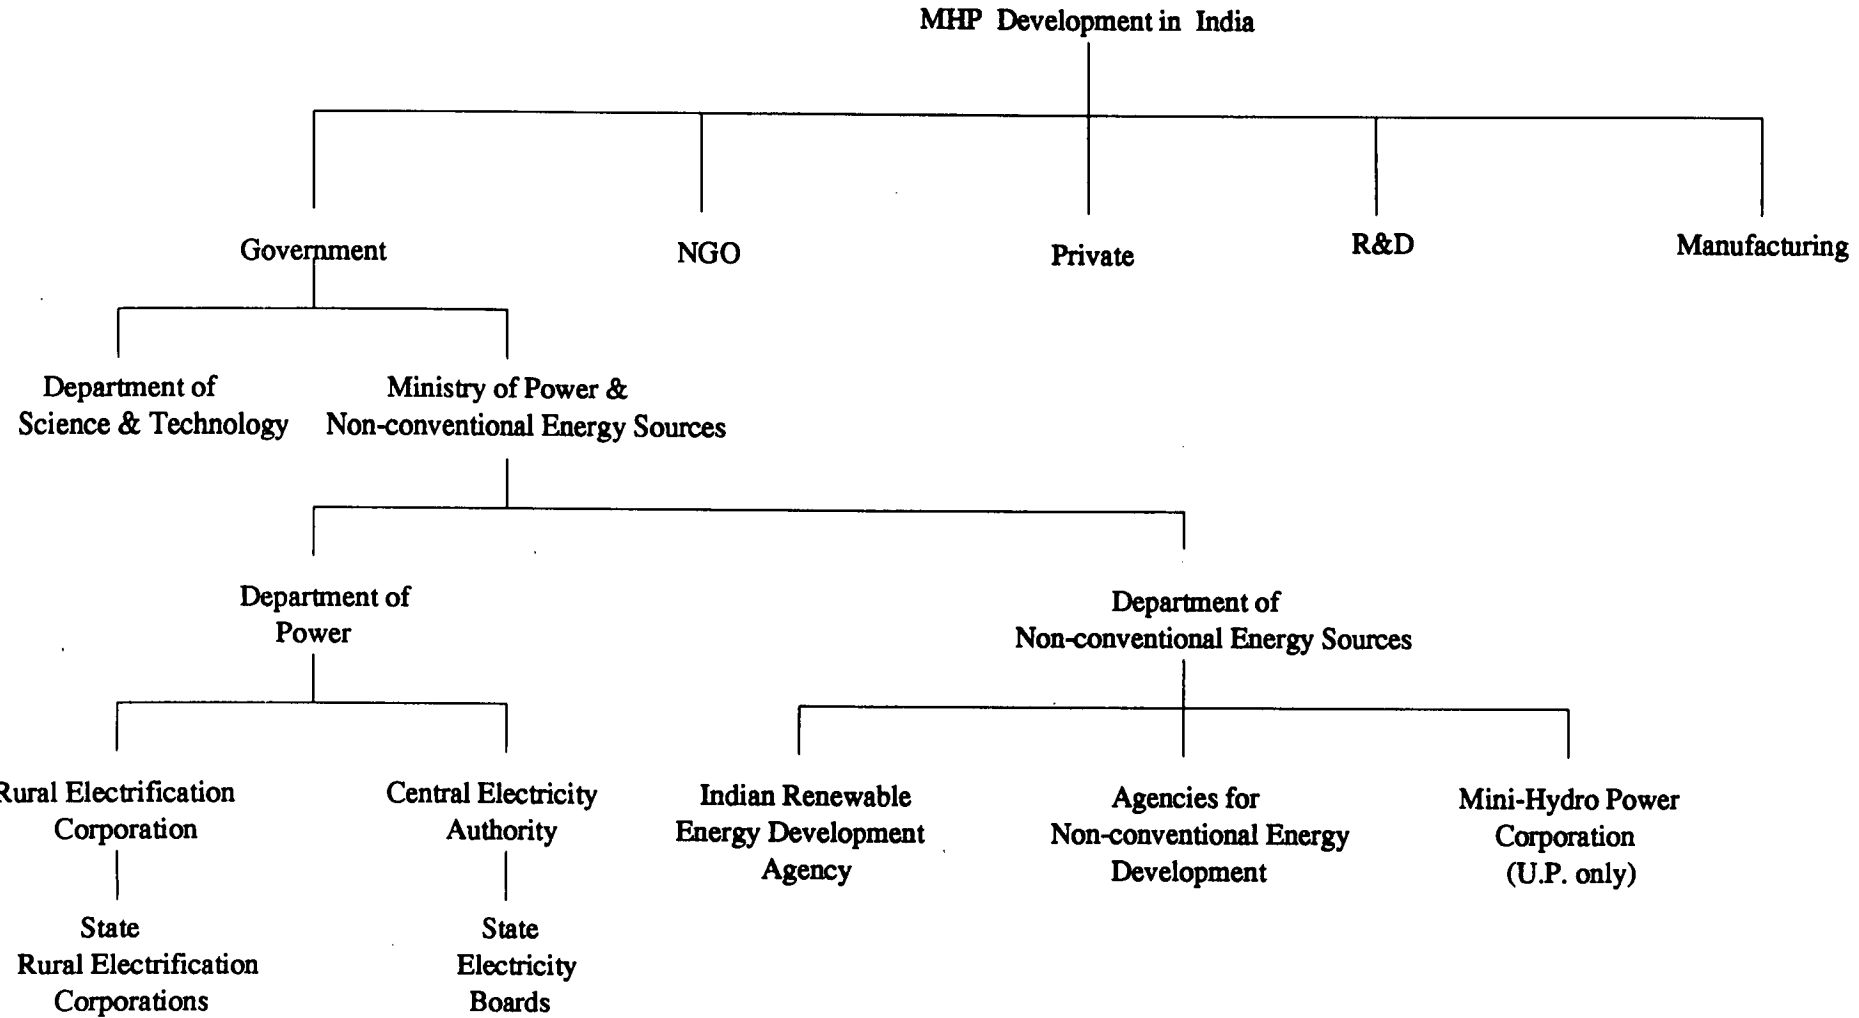 MHP Development in India
Government
NGO
Private
R&D
Manufacturing
Department of
Science & Technology
Ministry of Power &
Non-conventional Energy Sources
Department of
Power
Department of
Non-conventional Energy Sources
Rural Electrification
Corporation
Central Electricity
Authority
Indian Renewable
Energy Development
Agency
Agencies for
Non-conventional Energy
Development
Mini-Hydro Power
Corporation
(U.P. only)
State
Rural Electrification
Corporations
State
Electricity
Boards